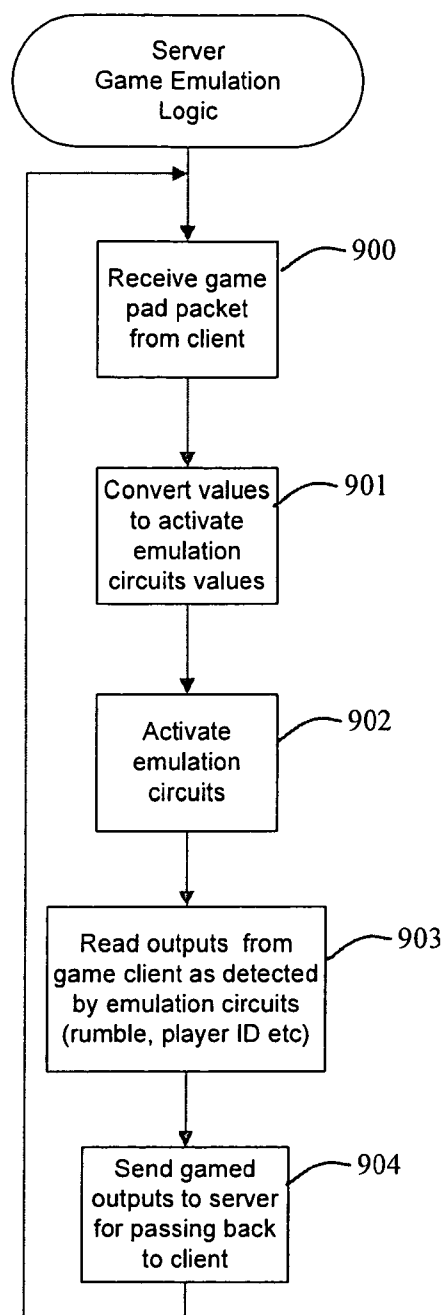 Server
Game Emulation
Logic
900
Receive game
pad packet
from client
901
Convert values
to activate
emulation
circuits values
902
Activate
emulation
circuits
903
Read outputs from
game client as detected
by emulation circuits
(rumble, player ID etc)
904
Send gamed
outputs to server
for passing back
to client